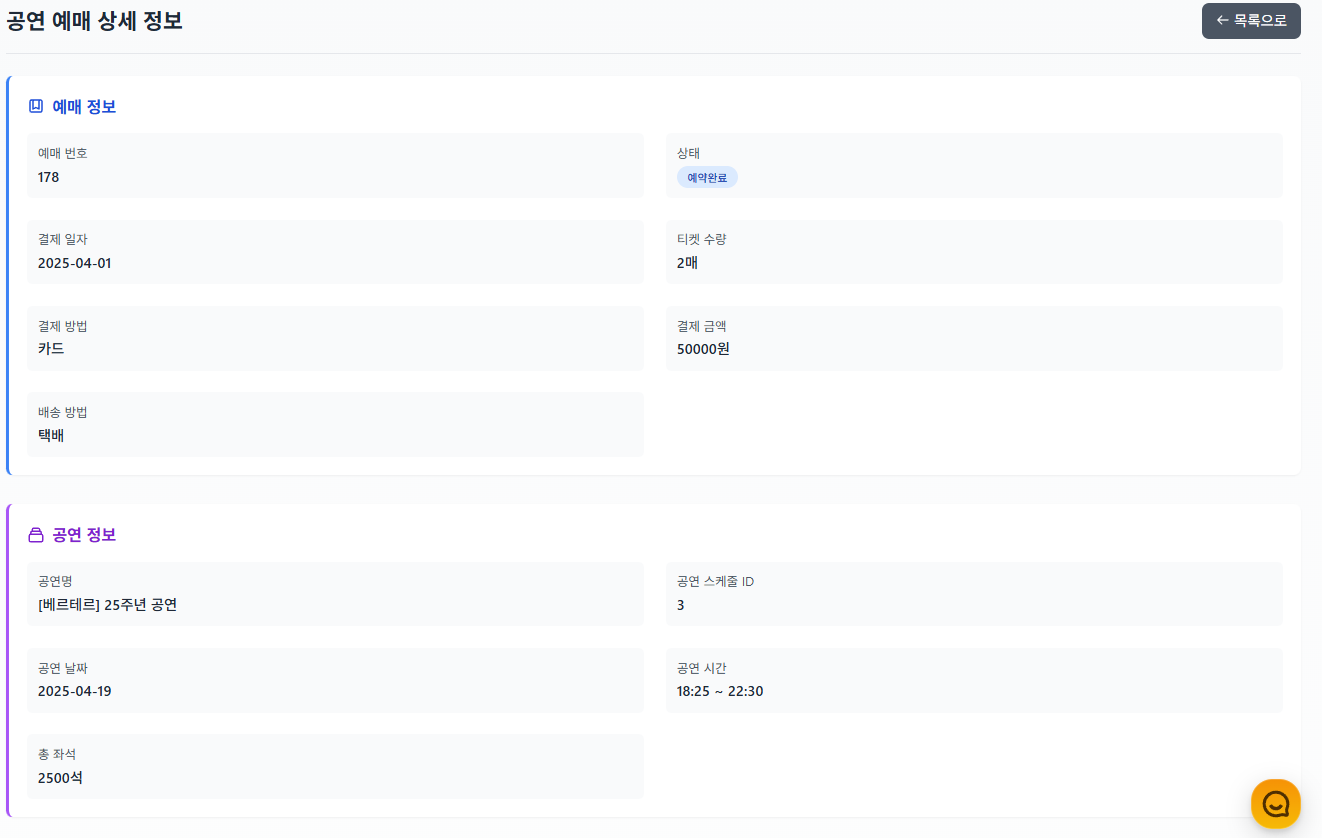 공연 예매 상세 정보
← 목록으로
예매 정보
예매 번호
178
상태
예약완료
결제 일자
2025-04-01
티켓 수량
2매
결제 방법
카드
결제 금액
50000원
배송 방법
택배
공연 정보
공연명
[베르테르] 25주년 공연
공연 스케줄 ID
3
공연 날짜
2025-04-19
공연 시간
18:25 ~ 22:30
총 좌석
2500석